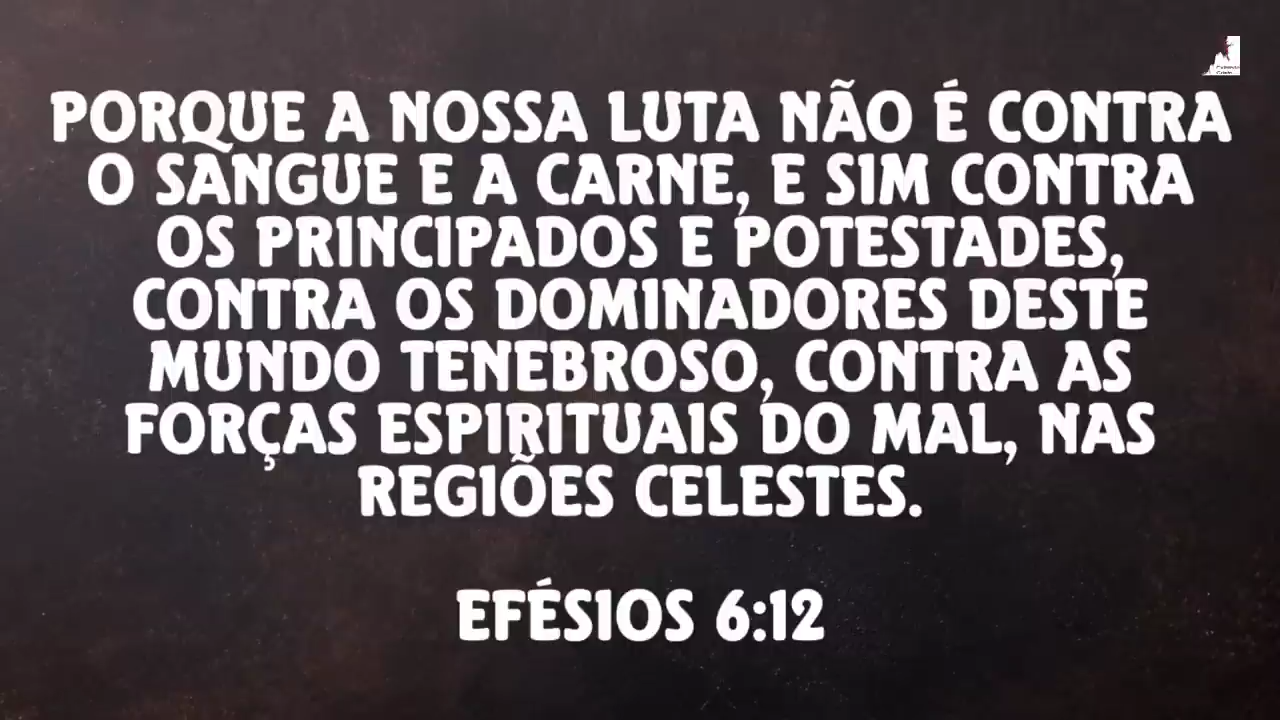 PORQUE A NOSSA LUTA NÃO É CONTRA
O SANGUE E A CARNE, E SIM CONTRA
OS PRINCIPADOS E POTESTADES,
CONTRA OS DOMINADORES DESTE
MUNDO TENEBROSO, CONTRA AS
FORÇAS ESPIRITUAIS DO MAL, NAS
REGIÕES CELESTES.
EFÉSIOS 6:12